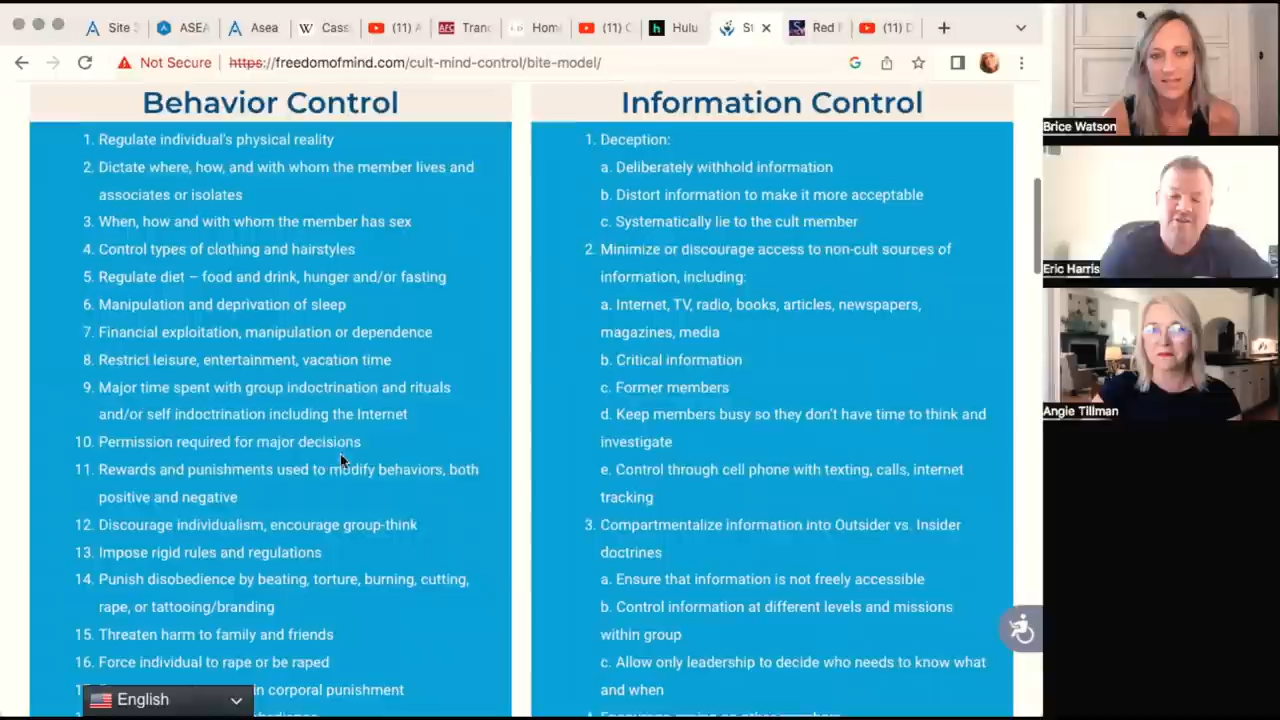 Site S
ASEA
Asea
Cass
(11) A
Tran
Hom
(11) C
Hulu
St
Red
(11) D
Not Secure
https://freedomofmind.com/cult-mind-control/bite-model/
Behavior Control
1. Regulate individual's physical reality
2. Dictate where, how, and with whom the member lives and
associates or isolates
3. When, how and with whom the member has sex
4. Control types of clothing and hairstyles
5. Regulate diet – food and drink, hunger and/or fasting
6. Manipulation and deprivation of sleep
7. Financial exploitation, manipulation or dependence
8. Restrict leisure, entertainment, vacation time
9. Major time spent with group indoctrination and rituals
and/or self indoctrination including the Internet
10. Permission required for major decisions
11. Rewards and punishments used to modify behaviors, both
positive and negative
12. Discourage individualism, encourage group-think
13. Impose rigid rules and regulations
14. Punish disobedience by beating, torture, burning, cutting,
rape, or tattooing/branding
15. Threaten harm to family and friends
16. Force individual to rape or be raped
in corporal punishment
English
Information Control
1. Deception:
a. Deliberately withhold information
b. Distort information to make it more acceptable
c. Systematically lie to the cult member
2. Minimize or discourage access to non-cult sources of
information, including:
a. Internet, TV, radio, books, articles, newspapers,
magazines, media
b. Critical information
c. Former members
d. Keep members busy so they don't have time to think and
investigate
e. Control through cell phone with texting, calls, internet
tracking
3. Compartmentalize information into Outsider vs. Insider
doctrines
a. Ensure that information is not freely accessible
b. Control information at different levels and missions
within group
c. Allow only leadership to decide who needs to know what
and when
Brice Watson
Eric Harris
Angie Tillman